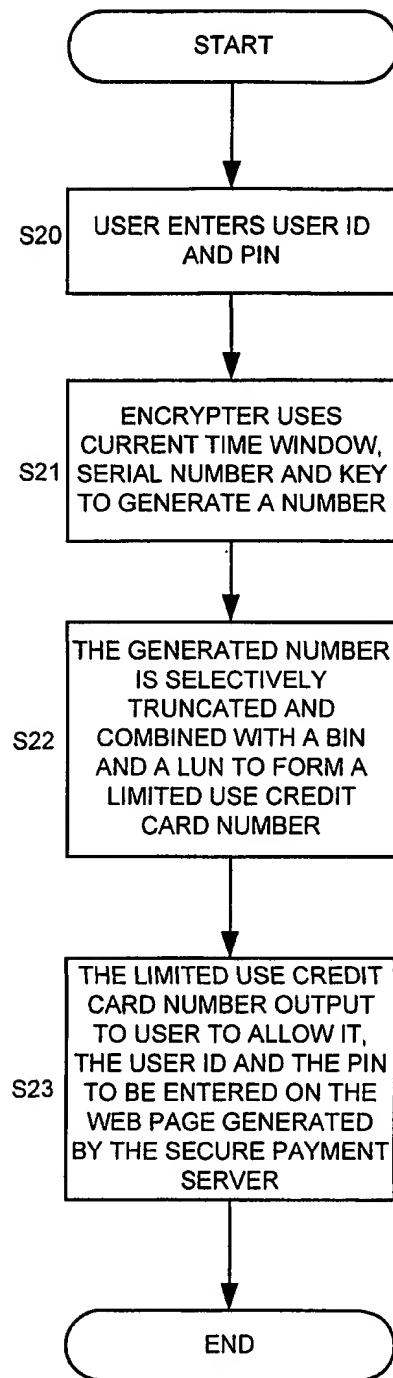 START
S20
USER ENTERS USER ID
AND PIN
S21
ENCRYPTER USES
CURRENT TIME WINDOW,
SERIAL NUMBER AND KEY
TO GENERATE A NUMBER
S22
THE GENERATED NUMBER
IS SELECTIVELY
TRUNCATED AND
COMBINED WITH A BIN
AND A LUN TO FORM A
LIMITED USE CREDIT
CARD NUMBER
S23
THE LIMITED USE CREDIT
CARD NUMBER OUTPUT
TO USER TO ALLOW IT,
THE USER ID AND THE PIN
TO BE ENTERED ON THE
WEB PAGE GENERATED
BY THE SECURE PAYMENT
SERVER
END